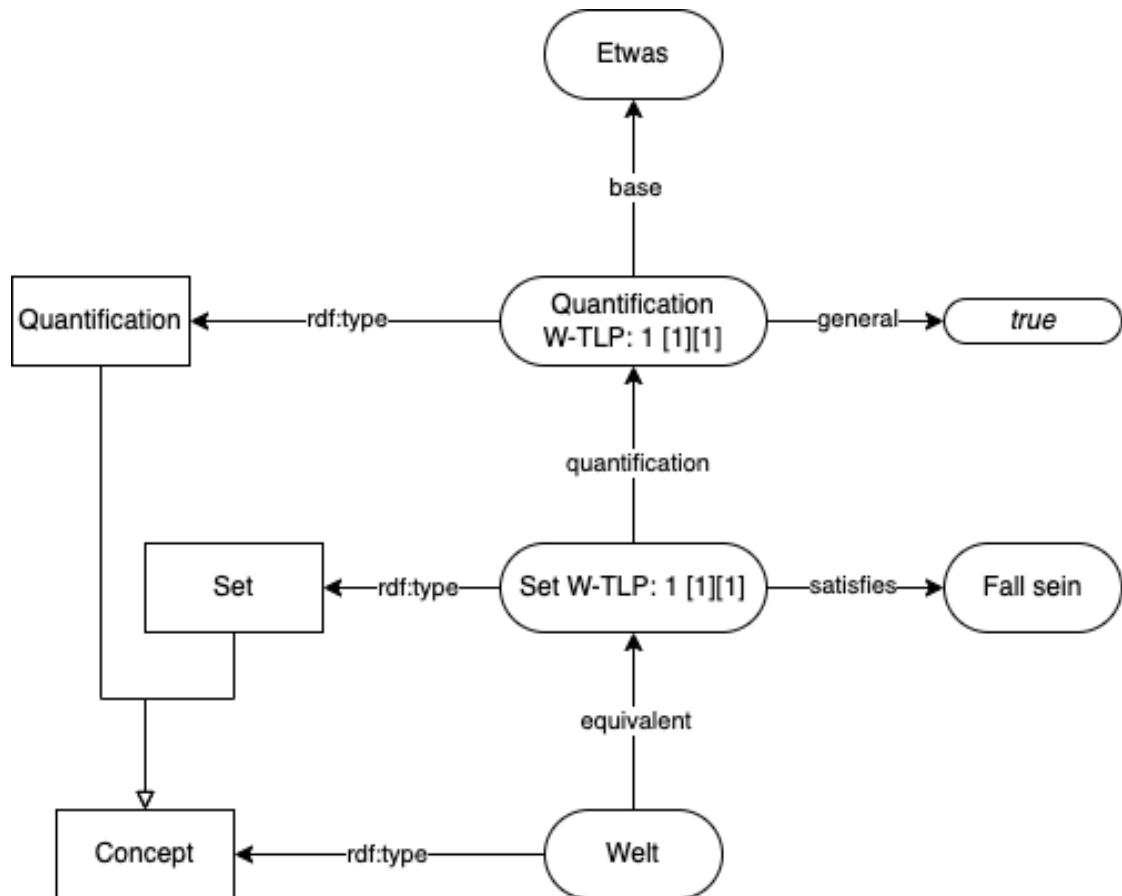 Etwas
base
Quantification
rdf:type
Quantification
W-TLP: 1 [1][1]
general
true
quantification
Set
rdf:type
Set W-TLP: 1 [1][1]
satisfies
Fall sein
equivalent
Concept
rdf:type
Welt